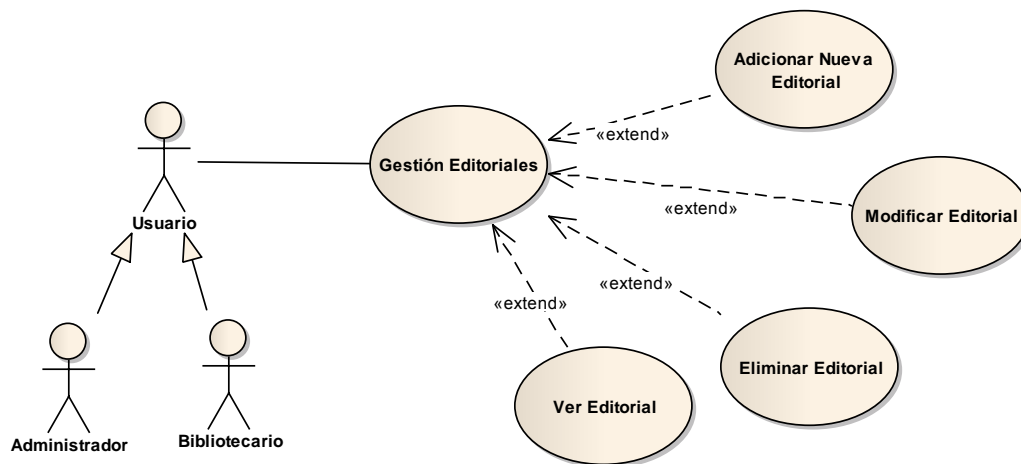 Adicionar Nueva
Editorial
«extend»
Gestión Editoriales
«extend»
Modificar Editorial
Usuario
«extend»
«extend»
Eliminar Editorial
Ver Editorial
Administrador
Bibliotecario